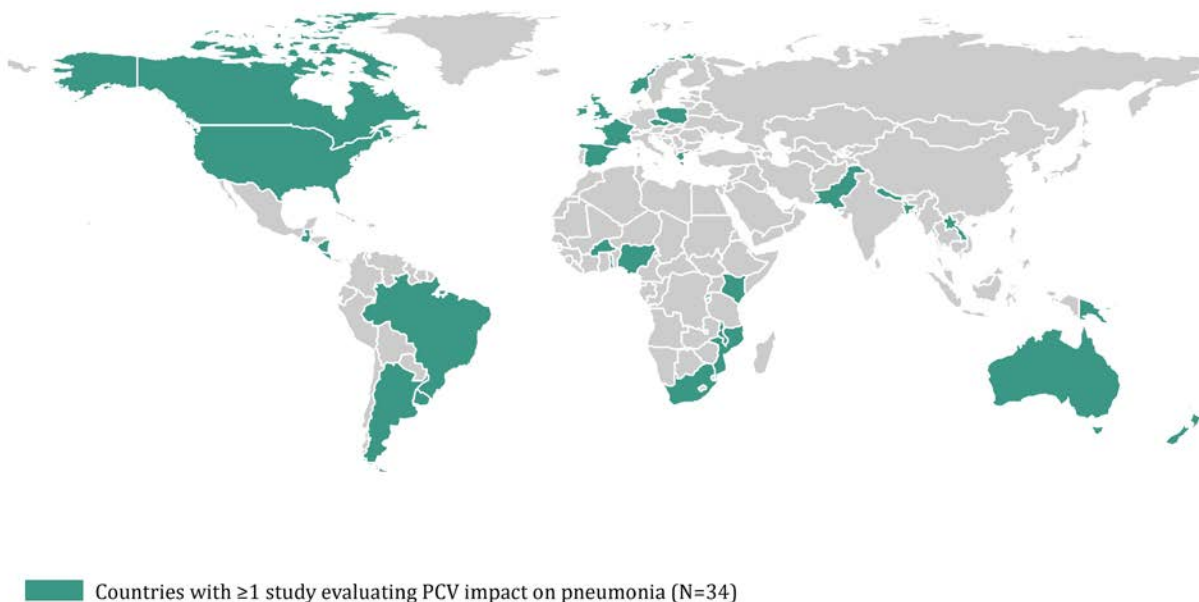 Countries with ≥1 study evaluating PCV impact on pneumonia (N=34)